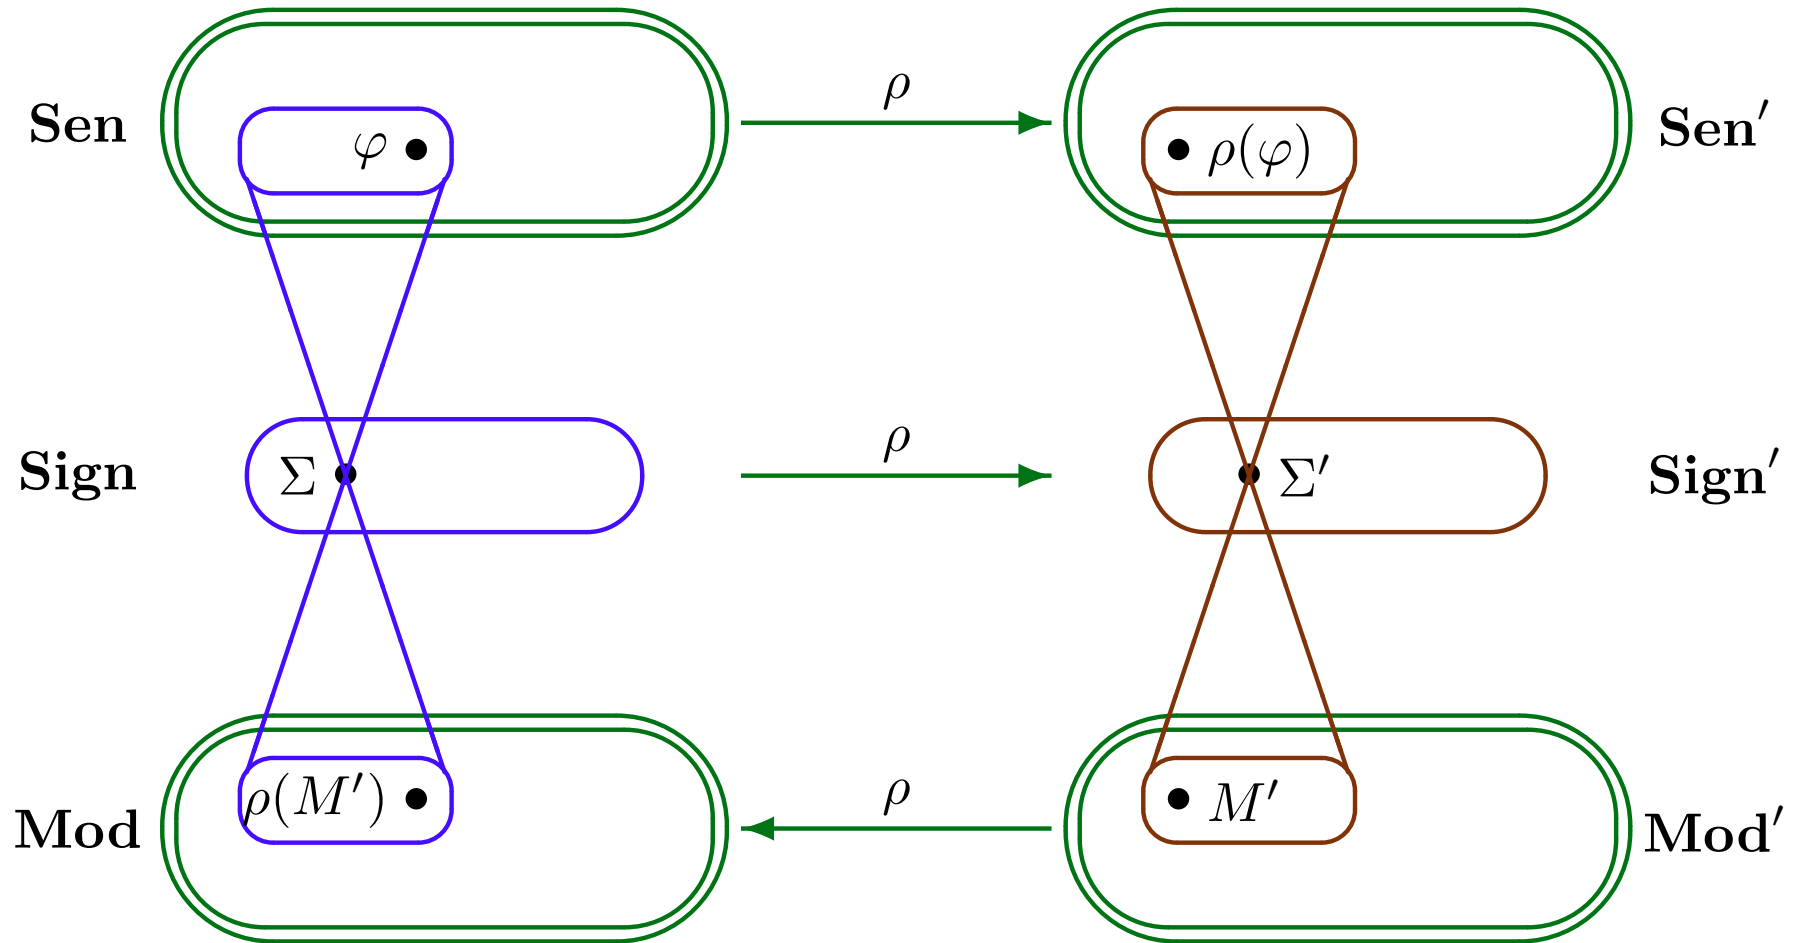 ρ
Sen φ ρ(φ) Sen′
ρ
Sign Σ Σ′ Sign′
ρ
Mod ρ(M′) M′ Mod′